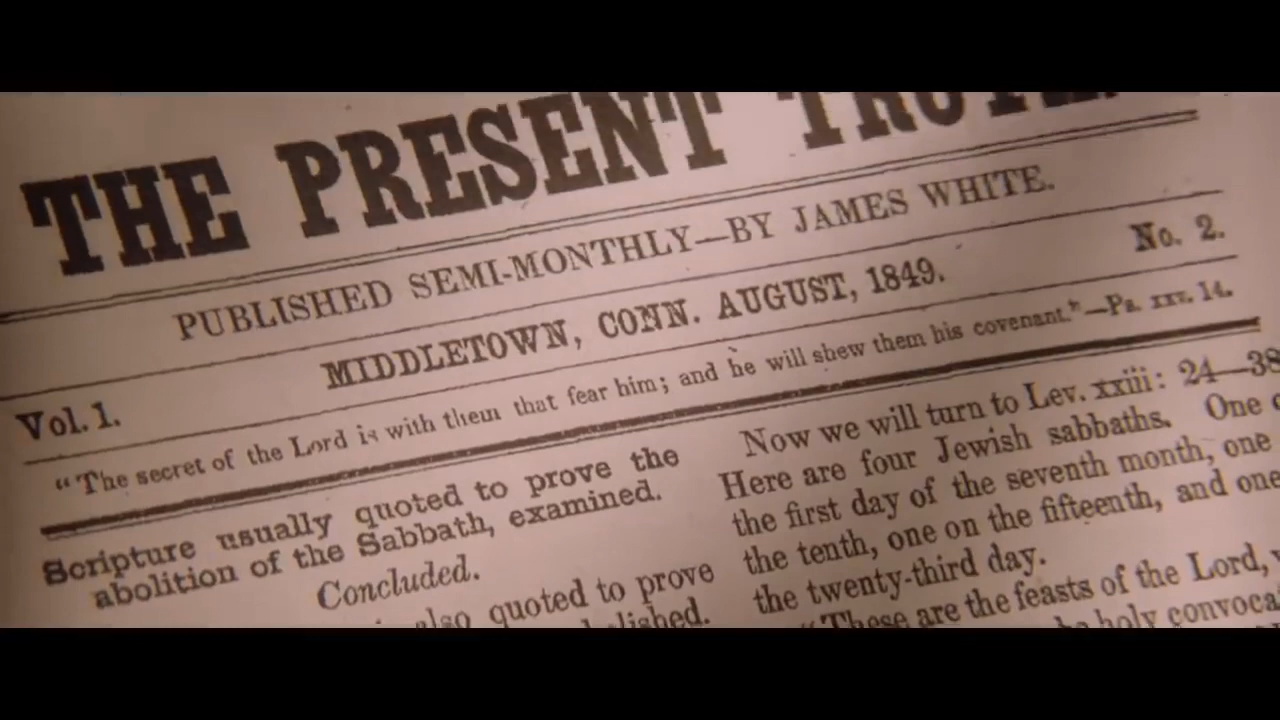 THE PRESENT TRUTH.
PUBLISHED SEMI-MONTHLY—BY JAMES WHITE.
Vol. 1. MIDDLETOWN, CONN. AUGUST, 1849. No. 2.
"The secret of the Lord is with them that fear him; and he will shew them his covenant."—Ps. xxv. 14.
Scripture usually quoted to prove the
abolition of the Sabbath, examined.
Concluded.
also quoted to prove
Now we will turn to Lev. xxiii: 24—38
Here are four Jewish sabbaths. One
the first day of the seventh month, one
the tenth, one on the fifteenth, and one
the twenty-third day.
"These are the feasts of the Lord,
holy